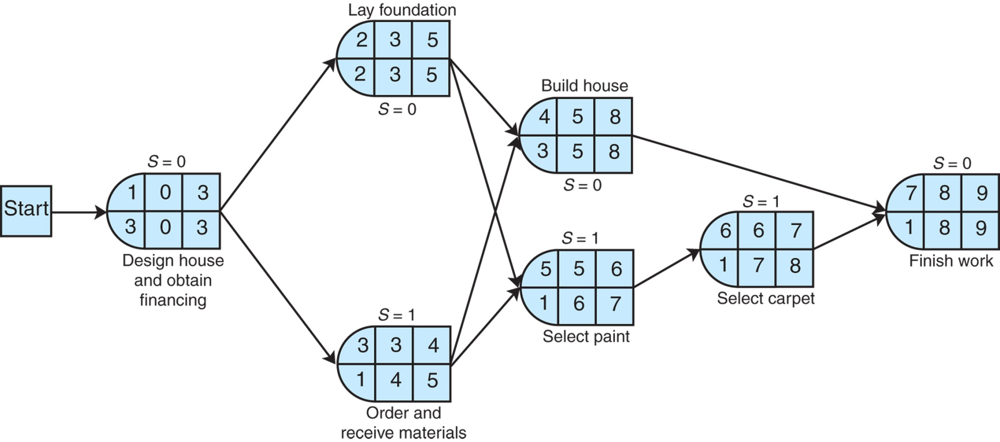 Lay foundation
2 3 5
2 3 5
S = 0
Build house
4 5 8
3 5 8
S = 0
Start
S = 0
1 0 3
3 0 3
Design house
and obtain
financing
S = 1
3 3 4
1 4 5
Order and
receive materials
S = 1
5 5 6
1 6 7
Select paint
S = 1
6 6 7
1 7 8
Select carpet
S = 0
7 8 9
1 8 9
Finish work